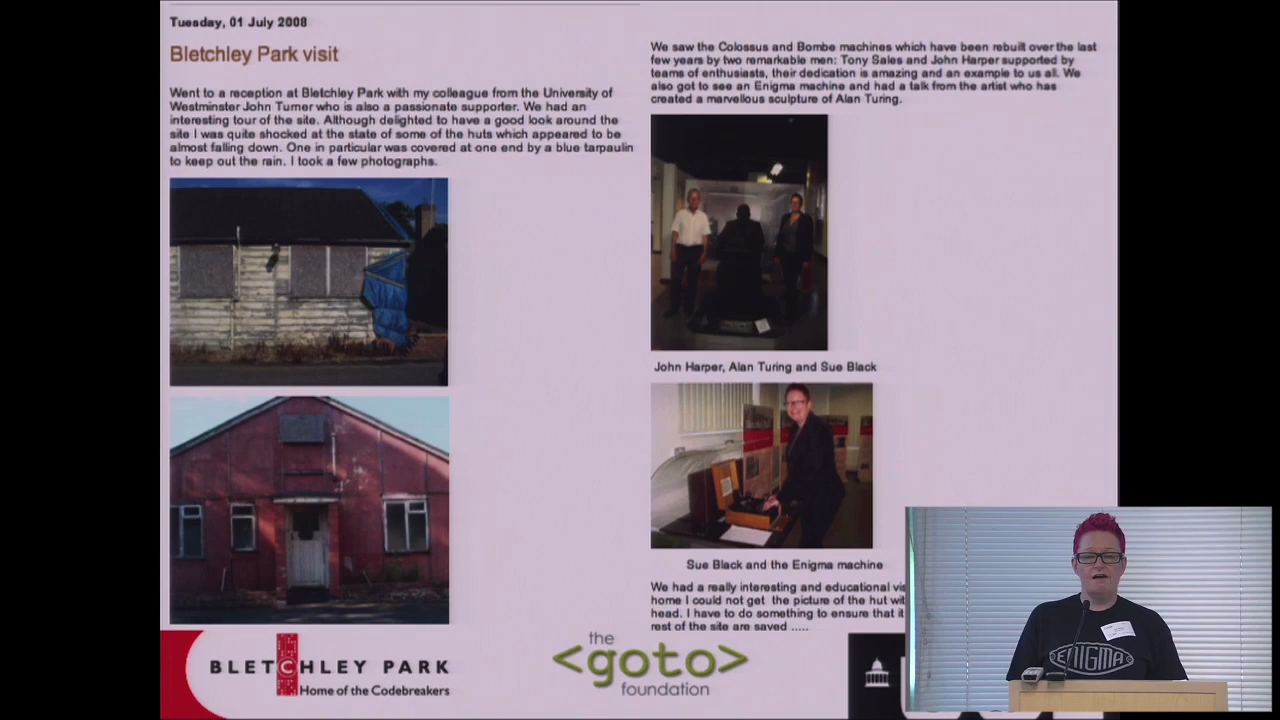 Tuesday, 01 July 2008
Bletchley Park visit
Went to a reception at Bletchley Park with my colleague from the University of
Westminster John Turner who is also a passionate supporter. We had an
interesting tour of the site. Although delighted to have a good look around the
site I was quite shocked at the state of some of the huts which appeared to be
almost falling down. One in particular was covered at one end by a blue tarpaulin
to keep out the rain. I took a few photographs.
We saw the Colossus and Bombe machines which have been rebuilt over the last
few years by two remarkable men: Tony Sales and John Harper supported by
teams of enthusiasts, their dedication is amazing and an example to us all. We
also got to see an Enigma machine and had a talk from the artist who has
created a marvellous sculpture of Alan Turing.
John Harper, Alan Turing and Sue Black
Sue Black and the Enigma machine
We had a really interesting and educational vis
home I could not get the picture of the hut wit
head. I have to do something to ensure that it
rest of the site are saved .....
BLETCHLEY PARK
Home of the Codebreakers
the
<goto>
foundation
ENIGMA